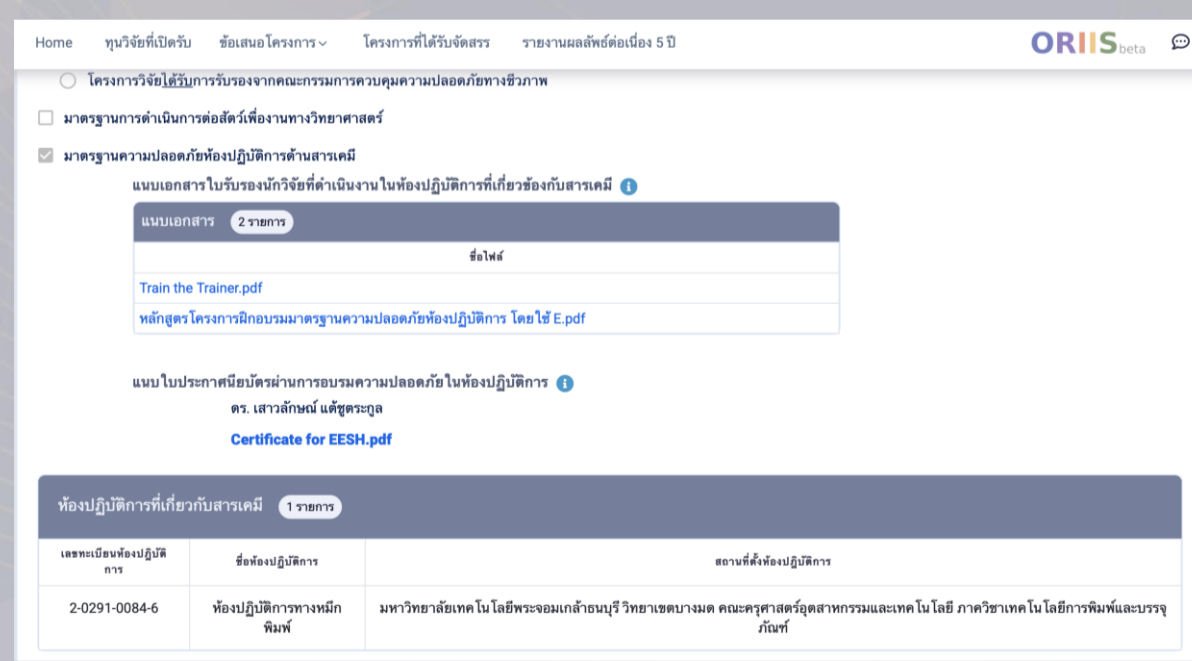 Home ทุนวิจัยที่เปิดรับ ข้อเสนอโครงการ โครงการที่ได้รับจัดสรร รายงานผลลัพธ์ต่อเนื่อง 5 ปี ORIIS beta
โครงการวิจัยได้รับการรับรองจากคณะกรรมการควบคุมความปลอดภัยทางชีวภาพ
มาตรฐานการดำเนินการต่อสัตว์เพื่องานทางวิทยาศาสตร์
มาตรฐานความปลอดภัยห้องปฏิบัติการด้านสารเคมี
แนบเอกสารใบรับรองนักวิจัยที่ดำเนินงานในห้องปฏิบัติการที่เกี่ยวข้องกับสารเคมี
แนบเอกสาร 2 รายการ
ชื่อไฟล์
Train the Trainer.pdf
หลักสูตรโครงการฝึกอบรมมาตรฐานความปลอดภัยห้องปฏิบัติการ โดยใช้ E.pdf
แนบใบประกาศนียบัตรผ่านการอบรมความปลอดภัยในห้องปฏิบัติการ
ดร. เสาวลักษณ์ แต้ชูตระกูล
Certificate for EESH.pdf
ห้องปฏิบัติการที่เกี่ยวกับสารเคมี 1 รายการ
เลขทะเบียนห้องปฏิบัติ
การ
ชื่อห้องปฏิบัติการ
สถานที่ตั้งห้องปฏิบัติการ
2-0291-0084-6
ห้องปฏิบัติการทางหมึก
พิมพ์
มหาวิทยาลัยเทคโนโลยีพระจอมเกล้าธนบุรี วิทยาเขตบางมด คณะครุศาสตร์อุตสาหกรรมและเทคโนโลยี ภาควิชาเทคโนโลยีการพิมพ์และบรรจุ
ภัณฑ์